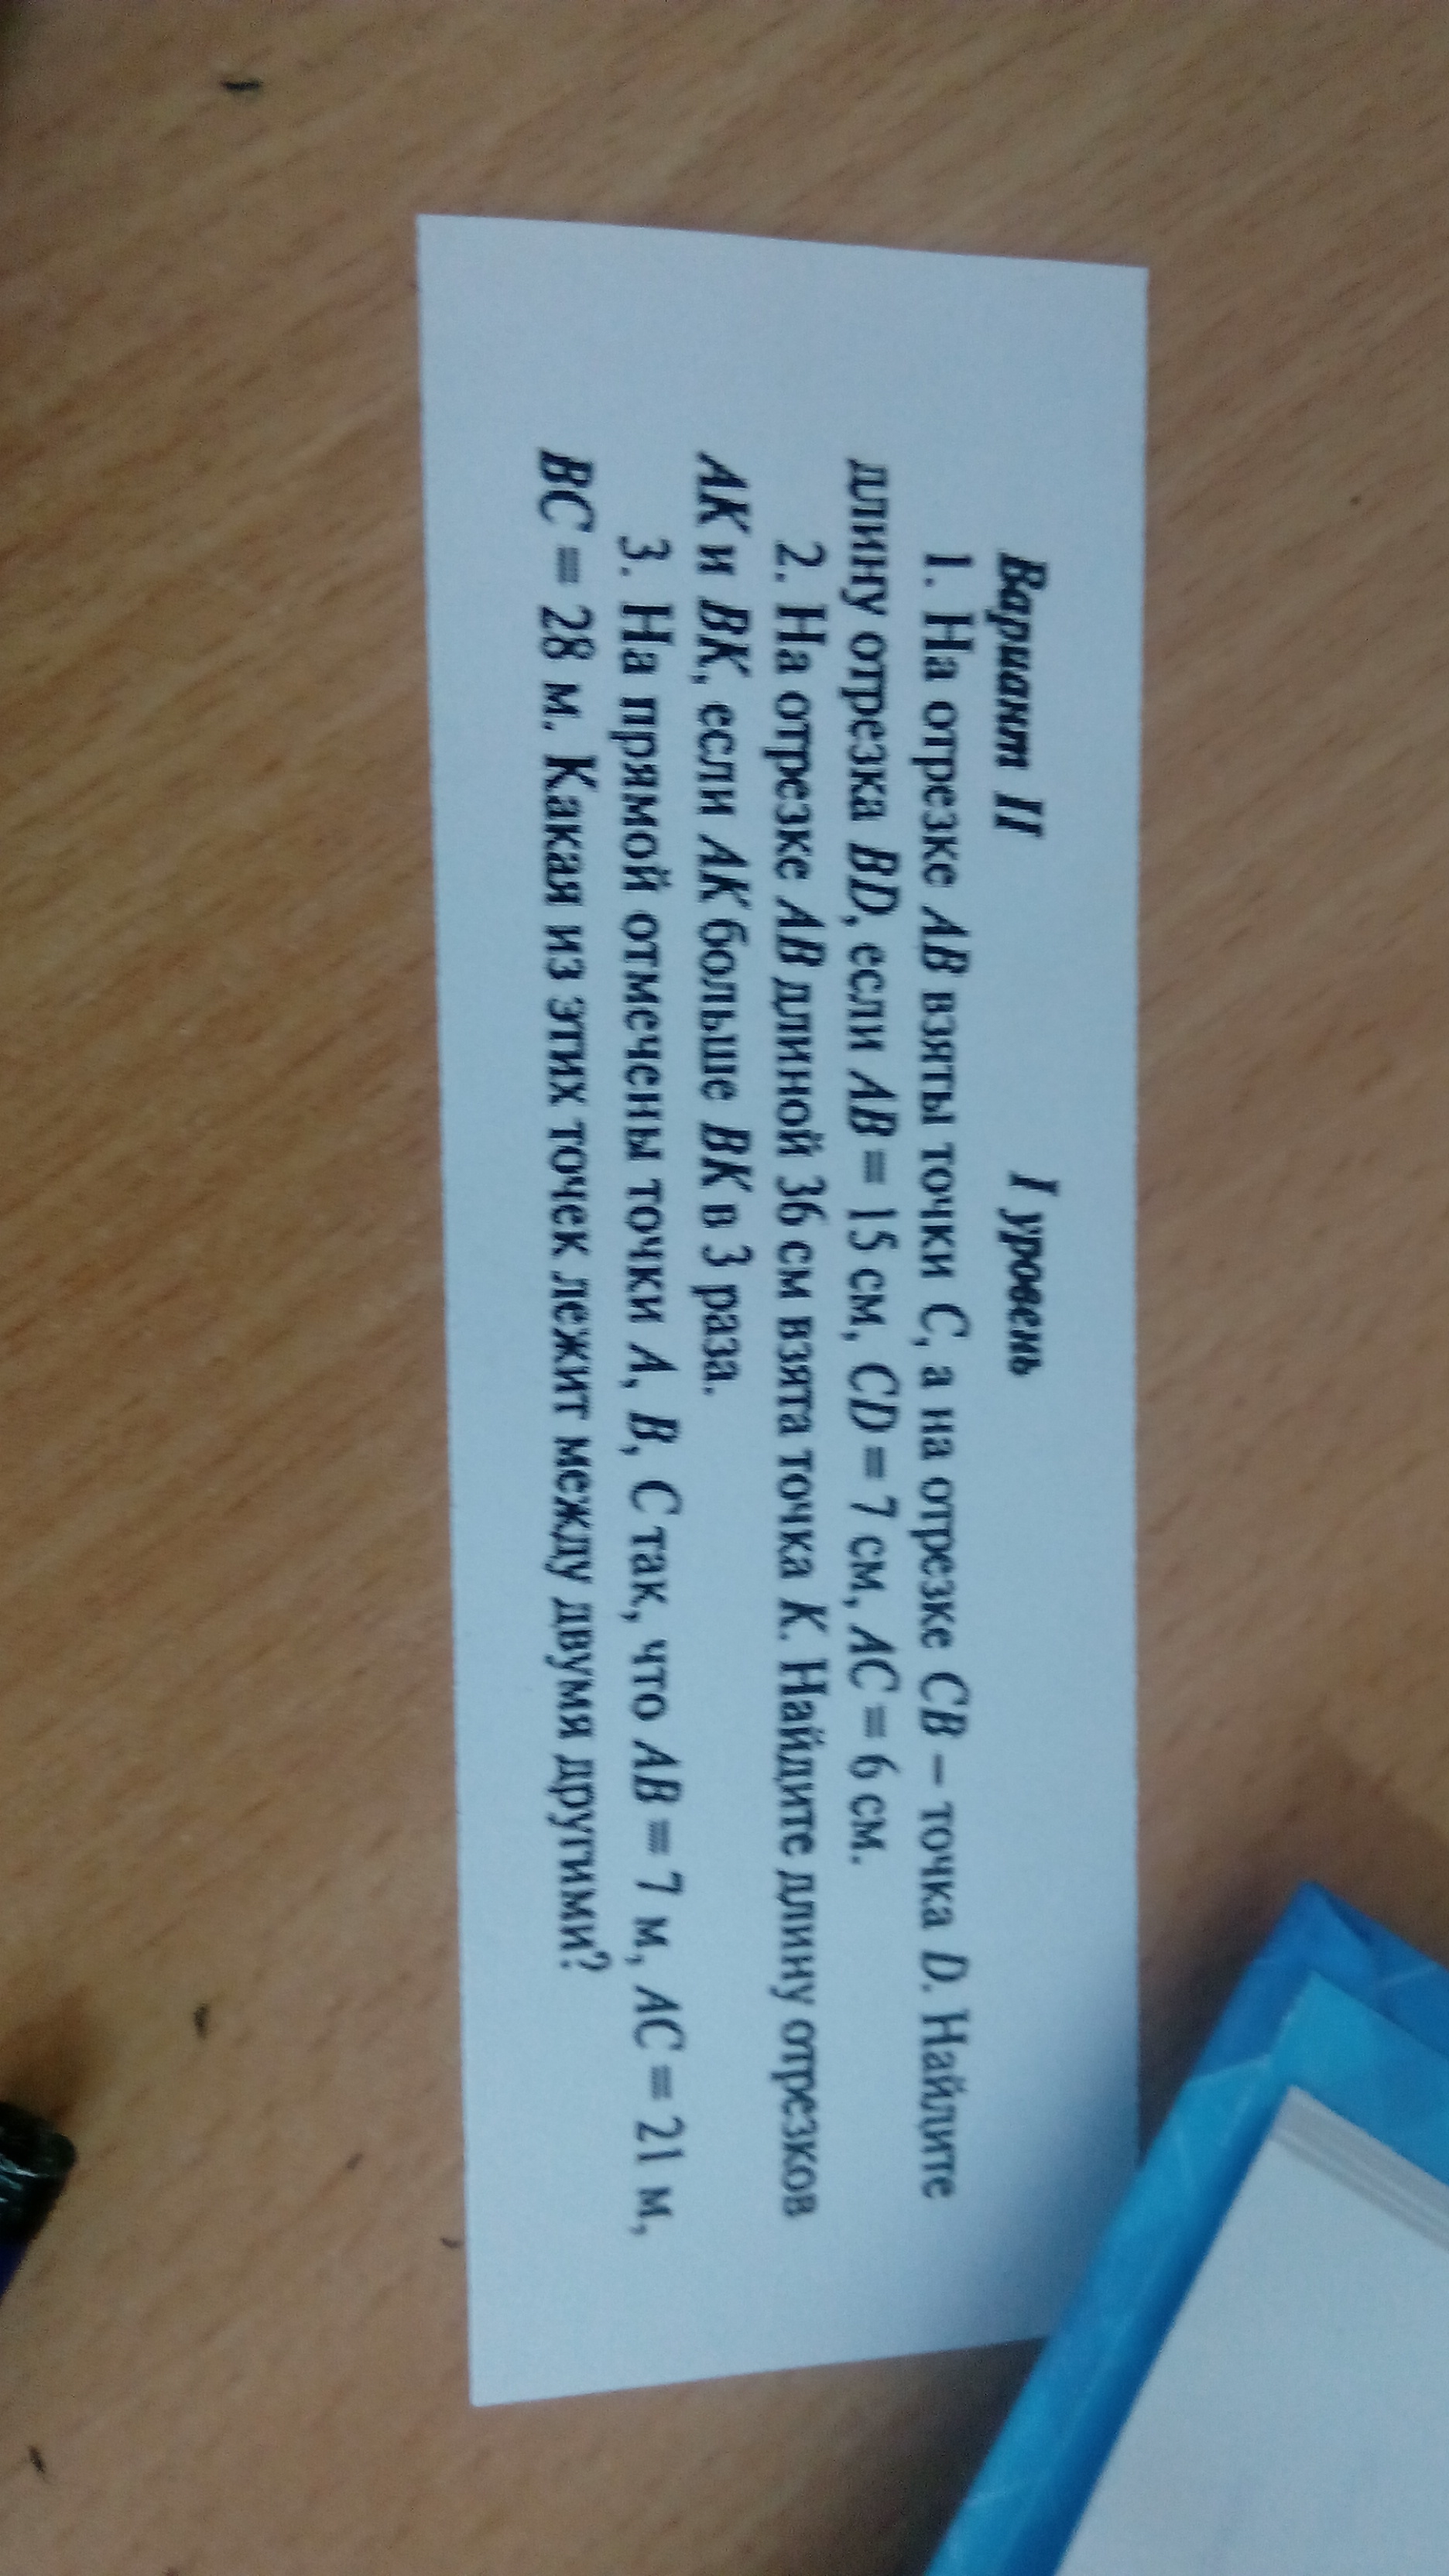 Вариант II
I уровень
1. На отрезке AB взяты точки C, а на отрезке CB – точка D. Найдите
длину отрезка BD, если AB = 15 см, CD = 7 см, AC = 6 см.
2. На отрезке AB длиной 36 см взята точка K. Найдите длину отрезков
AK и BK, если AK больше BK в 3 раза.
3. На прямой отмечены точки A, B, C так, что AB = 7 м, AC = 21 м,
BC = 28 м. Какая из этих точек лежит между двумя другими?